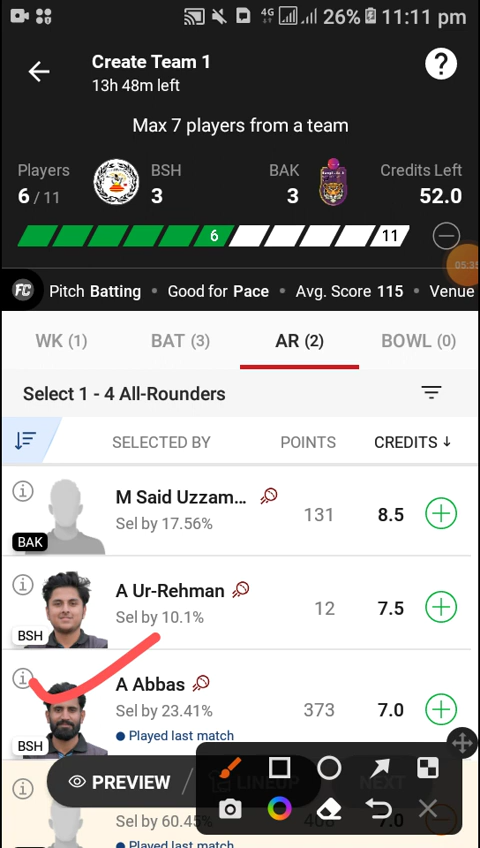 4G 26% 11:11 pm
Create Team 1
13h 48m left
?
Max 7 players from a team
Players BSH BAK Credits Left
6 / 11 3 3 52.0
6 11
05:35
FC Pitch Batting • Good for Pace • Avg. Score 115 • Venue
WK (1) BAT (3) AR (2) BOWL (0)
Select 1 - 4 All-Rounders
SELECTED BY POINTS CREDITS ↓
M Said Uzzam...
Sel by 17.56% 131 8.5
BAK
A Ur-Rehman
Sel by 10.1% 12 7.5
BSH
A Abbas
Sel by 23.41% 373 7.0
Played last match
BSH
PREVIEW / LINEUP NEXT
Sel by 60.45% 7.0
Played last match